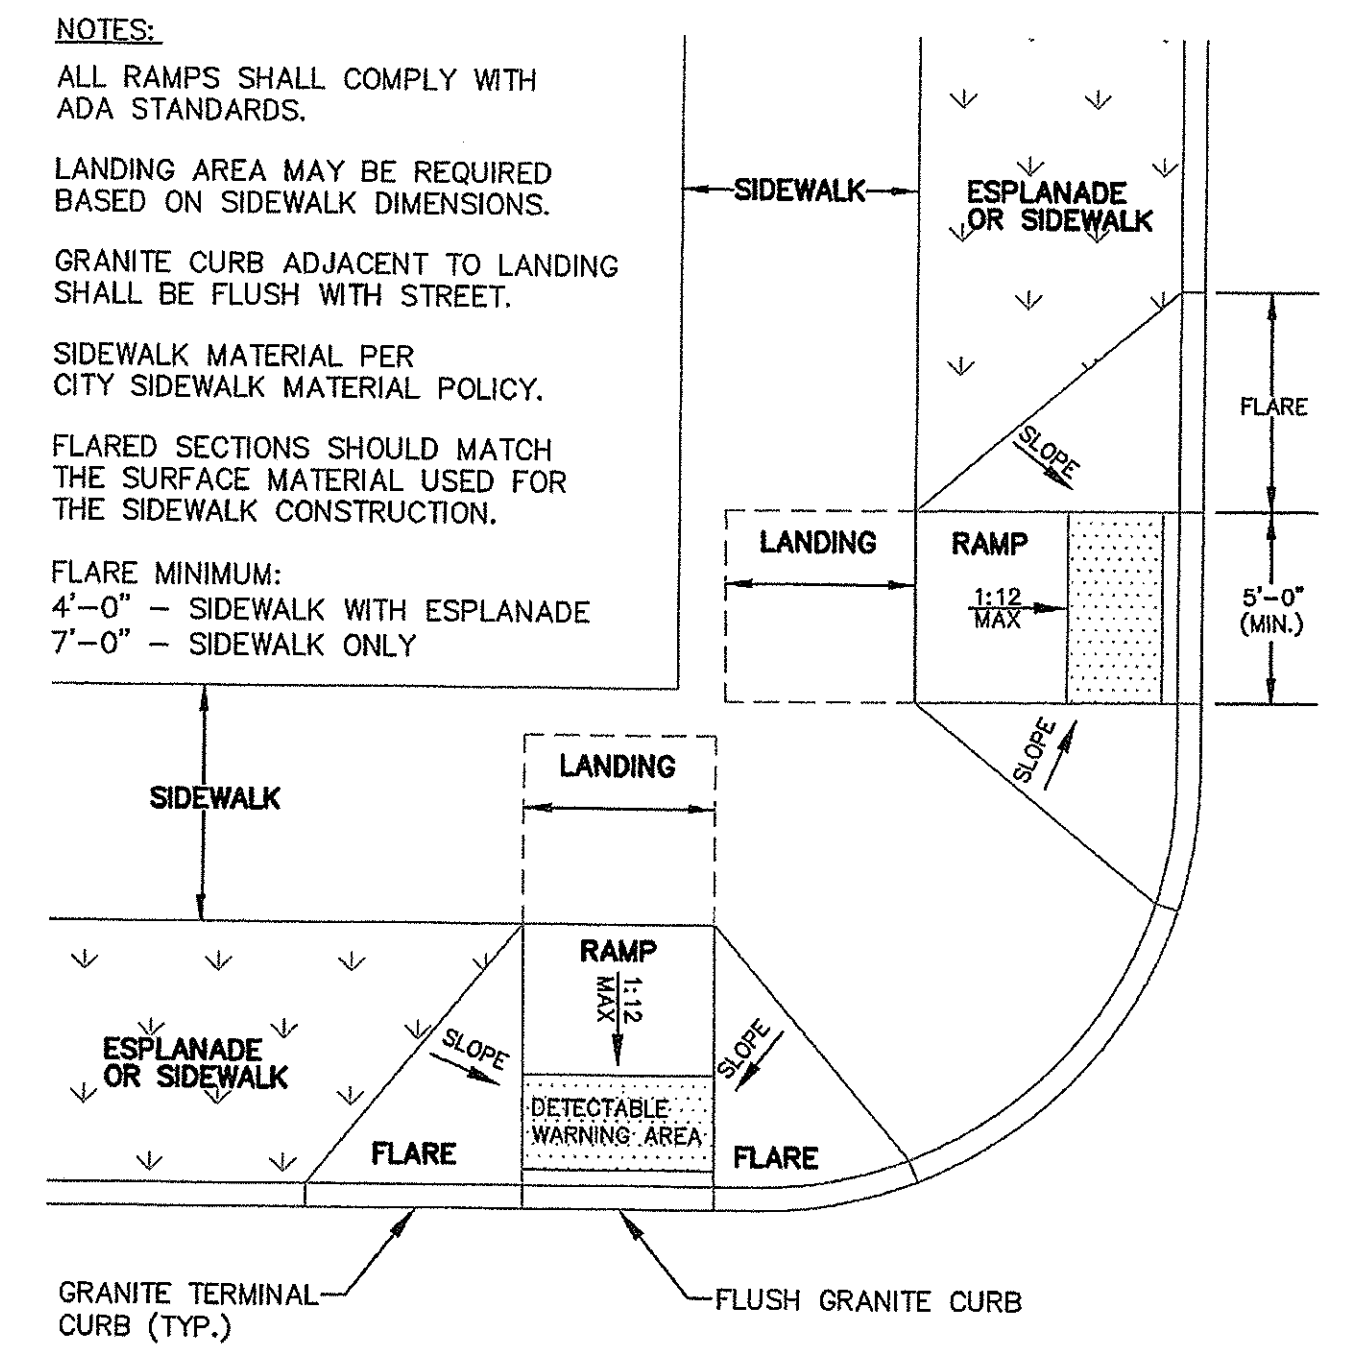 NOTES:
ALL RAMPS SHALL COMPLY WITH
ADA STANDARDS.
LANDING AREA MAY BE REQUIRED
BASED ON SIDEWALK DIMENSIONS.
GRANITE CURB ADJACENT TO LANDING
SHALL BE FLUSH WITH STREET.
SIDEWALK MATERIAL PER
CITY SIDEWALK MATERIAL POLICY.
FLARED SECTIONS SHOULD MATCH
THE SURFACE MATERIAL USED FOR
THE SIDEWALK CONSTRUCTION.
FLARE MINIMUM:
4'-0" - SIDEWALK WITH ESPLANADE
7'-0" - SIDEWALK ONLY
SIDEWALK
ESPLANADE
OR SIDEWALK
FLARE
SLOPE
LANDING
RAMP
1:12
MAX
5'-0"
(MIN.)
SLOPE
SIDEWALK
LANDING
RAMP
1:12
MAX
ESPLANADE
OR SIDEWALK
SLOPE
SLOPE
DETECTABLE
WARNING AREA
FLARE
FLARE
GRANITE TERMINAL
CURB (TYP.)
FLUSH GRANITE CURB